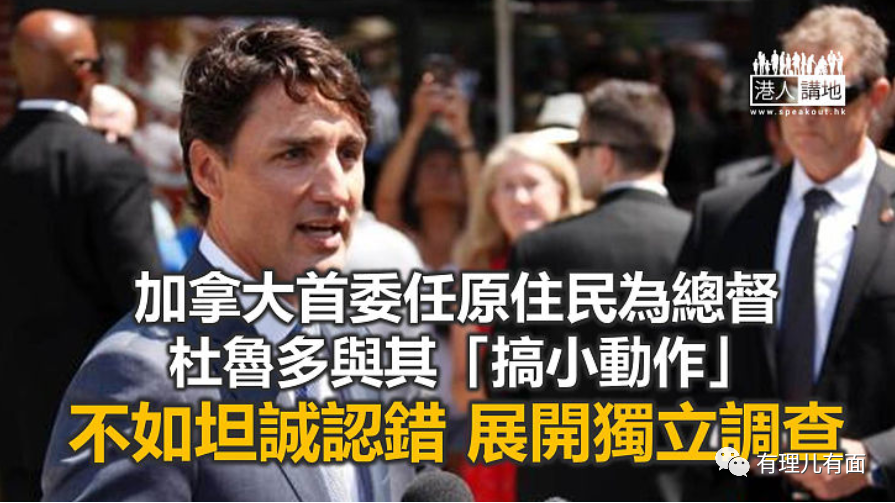 港人講地
www.speakout.hk
加拿大首委任原住民為總督
杜魯多與其「搞小動作」
不如坦誠認錯 展開獨立調查
有理儿有面